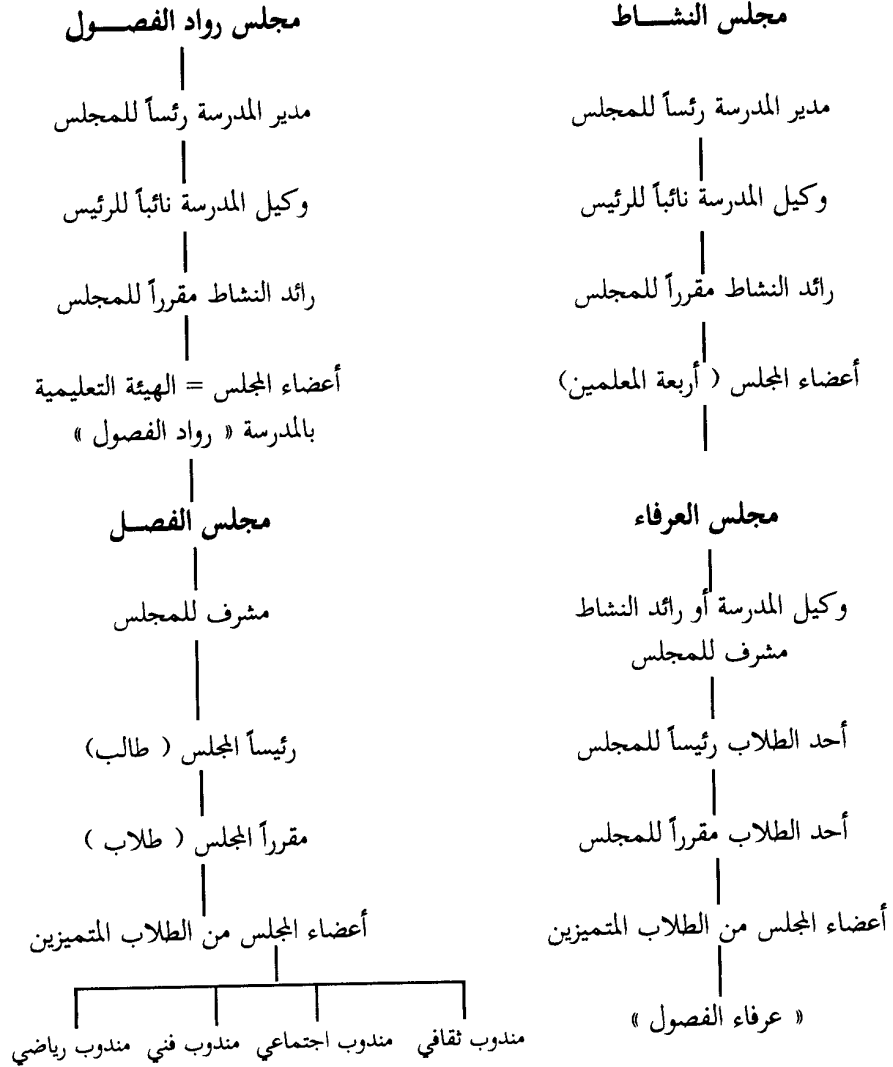 مجلس النشـــاط
مدير المدرسة رئساً للمجلس
وكيل المدرسة نائباً للرئيس
رائد النشاط مقرراً للمجلس
أعضاء المجلس ( أربعة المعلمين)
مجلس العرفاء
وكيل المدرسة أو رائد النشاط
مشرف للمجلس
أحد الطلاب رئيساً للمجلس
أحد الطلاب مقرراً للمجلس
أعضاء المجلس من الطلاب المتميزين
« عرفاء الفصول »
مجلس رواد الفصـــول
مدير المدرسة رئساً للمجلس
وكيل المدرسة نائباً للرئيس
رائد النشاط مقرراً للمجلس
أعضاء المجلس = الهيئة التعليمية
بالمدرسة « رواد الفصول »
مجلس الفصـــل
مشرف للمجلس
رئيساً المجلس ( طالب)
مقرراً المجلس ( طلاب )
أعضاء المجلس من الطلاب المتميزين
مندوب ثقافي مندوب اجتماعي مندوب فني مندوب رياضي